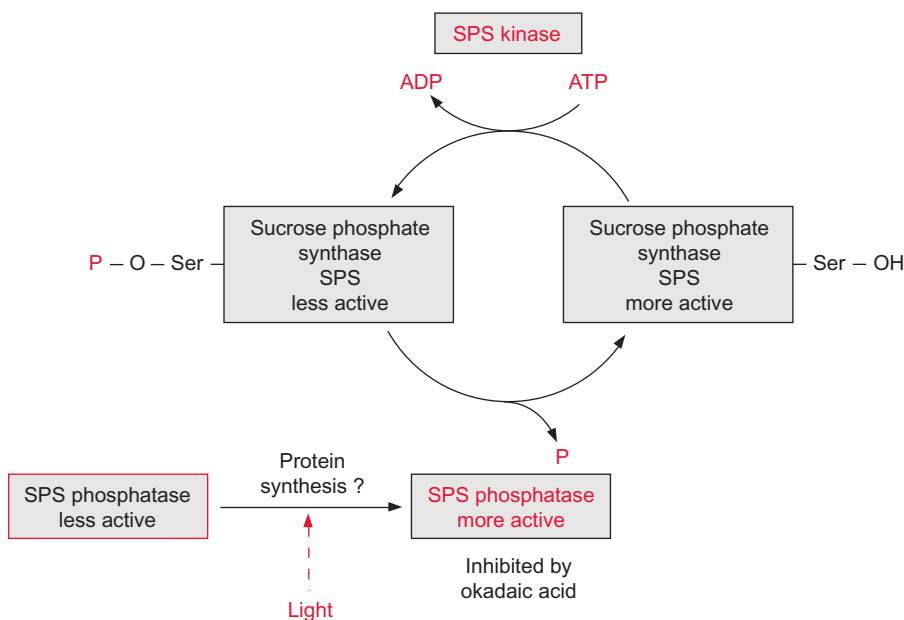 SPS kinase
ADP
ATP
Sucrose phosphate
synthase
SPS
less active
P – O – Ser –
Sucrose phosphate
synthase
SPS
more active
– Ser – OH
P
Protein
synthesis ?
SPS phosphatase
less active
SPS phosphatase
more active
Inhibited by
okadaic acid
Light